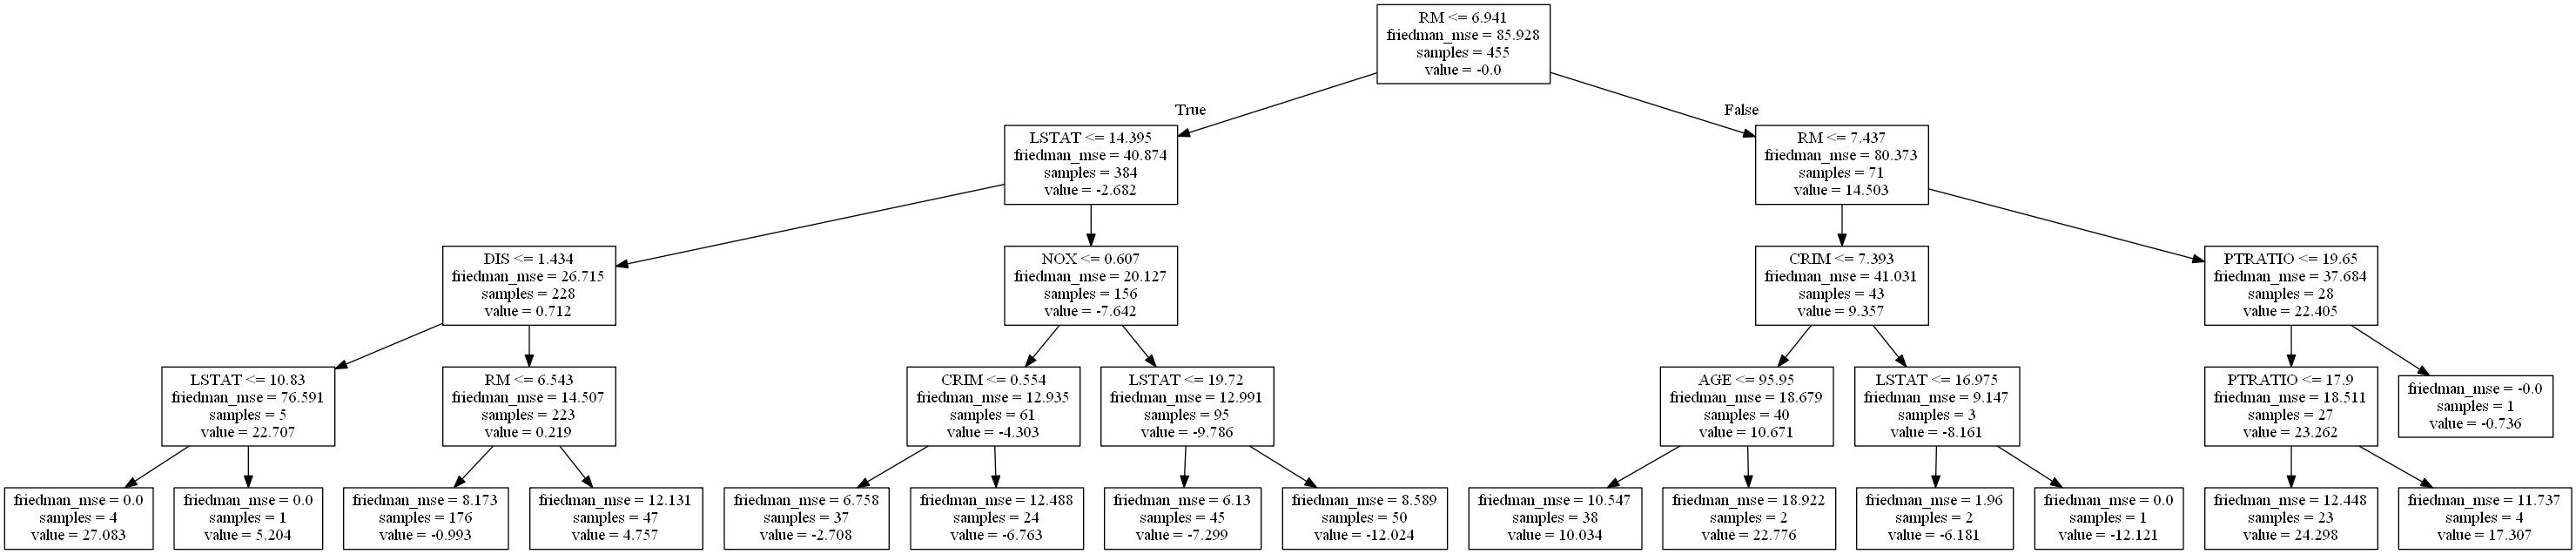 RM <= 6.941
friedman_mse = 85.928
samples = 455
value = -0.0
True
False
LSTAT <= 14.395
friedman_mse = 40.874
samples = 384
value = -2.682
RM <= 7.437
friedman_mse = 80.373
samples = 71
value = 14.503
DIS <= 1.434
friedman_mse = 26.715
samples = 228
value = 0.712
NOX <= 0.607
friedman_mse = 20.127
samples = 156
value = -7.642
CRIM <= 7.393
friedman_mse = 41.031
samples = 43
value = 9.357
PTRATIO <= 19.65
friedman_mse = 37.684
samples = 28
value = 22.405
LSTAT <= 10.83
friedman_mse = 76.591
samples = 5
value = 22.707
RM <= 6.543
friedman_mse = 14.507
samples = 223
value = 0.219
CRIM <= 0.554
friedman_mse = 12.935
samples = 61
value = -4.303
LSTAT <= 19.72
friedman_mse = 12.991
samples = 95
value = -9.786
AGE <= 95.95
friedman_mse = 18.679
samples = 40
value = 10.671
LSTAT <= 16.975
friedman_mse = 9.147
samples = 3
value = -8.161
PTRATIO <= 17.9
friedman_mse = 18.511
samples = 27
value = 23.262
friedman_mse = -0.0
samples = 1
value = -0.736
friedman_mse = 0.0
samples = 4
value = 27.083
friedman_mse = 0.0
samples = 1
value = 5.204
friedman_mse = 8.173
samples = 176
value = -0.993
friedman_mse = 12.131
samples = 47
value = 4.757
friedman_mse = 6.758
samples = 37
value = -2.708
friedman_mse = 12.488
samples = 24
value = -6.763
friedman_mse = 6.13
samples = 45
value = -7.299
friedman_mse = 8.589
samples = 50
value = -12.024
friedman_mse = 10.547
samples = 38
value = 10.034
friedman_mse = 18.922
samples = 2
value = 22.776
friedman_mse = 1.96
samples = 2
value = -6.181
friedman_mse = 0.0
samples = 1
value = -12.121
friedman_mse = 12.448
samples = 23
value = 24.298
friedman_mse = 11.737
samples = 4
value = 17.307